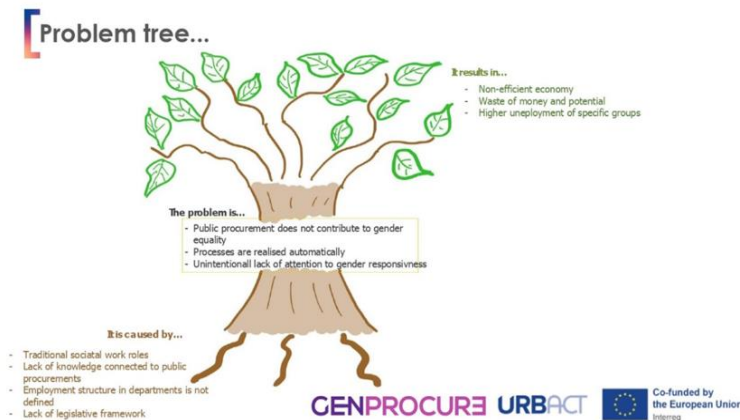 Problem tree...
It results in...
- Non-efficient economy
- Waste of money and potential
- Higher uneployment of specific groups
The problem is...
- Public procurement does not contribute to gender
equality
- Processes are realised automatically
- Unintentionall lack of attention to gender responsivness
It is caused by...
- Traditional sociatal work roles
- Lack of knowledge connected to public
procurements
- Employment structure in departments is not
defined
- Lack of legislative framework
GENPROCURE URBACT
Co-funded by
the European Union
Interreg